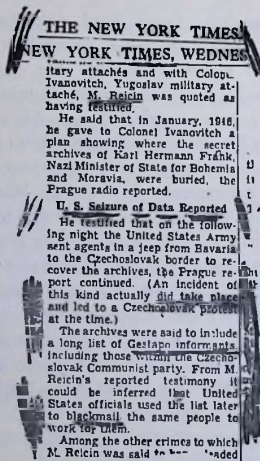 THE NEW YORK TIMES,
NEW YORK TIMES, WEDNES
itary attachés and with Colonel
Ivanovitch, Yugoslav military at-
taché, M. Reicin was quoted as
having testified.
He said that in January, 1946,
he gave to Colonel Ivanovitch a
plan showing where the secret
archives of Karl Hermann Frank,
Nazi Minister of State for Bohemia
and Moravia, were buried, the
Prague radio reported.
U. S. Seizure of Data Reported
He testified that on the follow-
ing night the United States Army
sent agents in a jeep from Bavaria
to the Czechoslovak border to re-
cover the archives, the Prague re-
port continued. (An incident of
this kind actually did take place
and led to a Czechoslovak protest
at the time.)
The archives were said to include
a long list of Gestapo informants,
including those within the Czecho-
slovak Communist party. From M.
Reicin's reported testimony it
could be inferred that United
States officials used the list later
to blackmail the same people to
work for them.
Among the other crimes to which
M. Reicin was said to